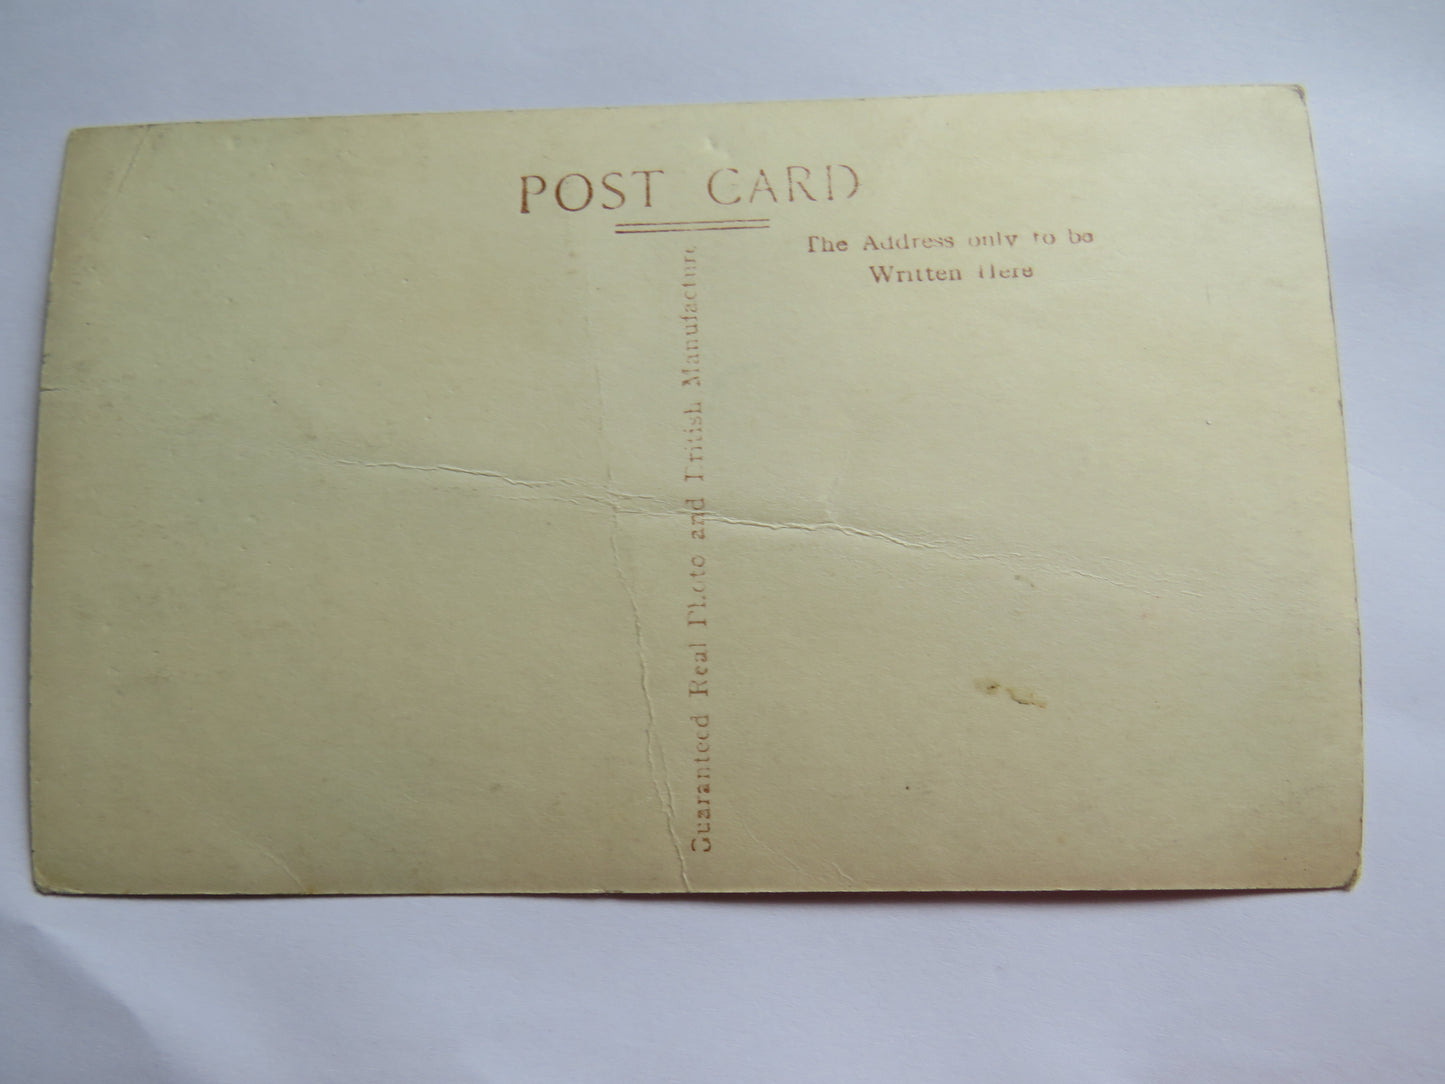 POST CARD
The Address only to be
Written Here
Guaranteed Real Photo and British Manufacture